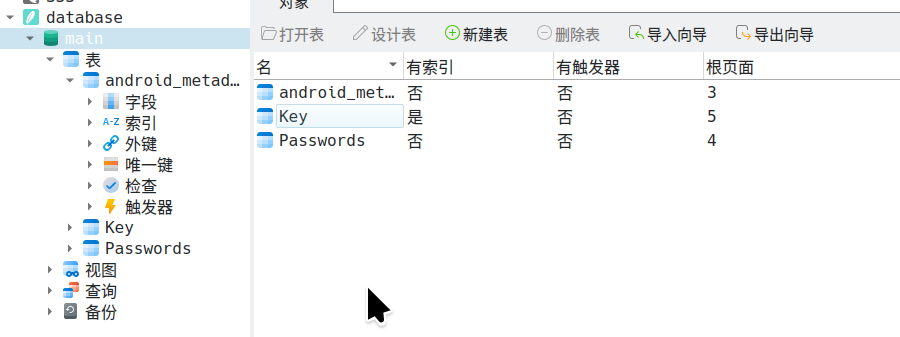 对象
database
main
表
android_metad…
字段
A-Z 索引
外键
唯一键
检查
触发器
Key
Passwords
视图
查询
备份
打开表 设计表 新建表 删除表 导入向导 导出向导
名 有索引 有触发器 根页面
android_met… 否 否 3
Key 是 否 5
Passwords 否 否 4